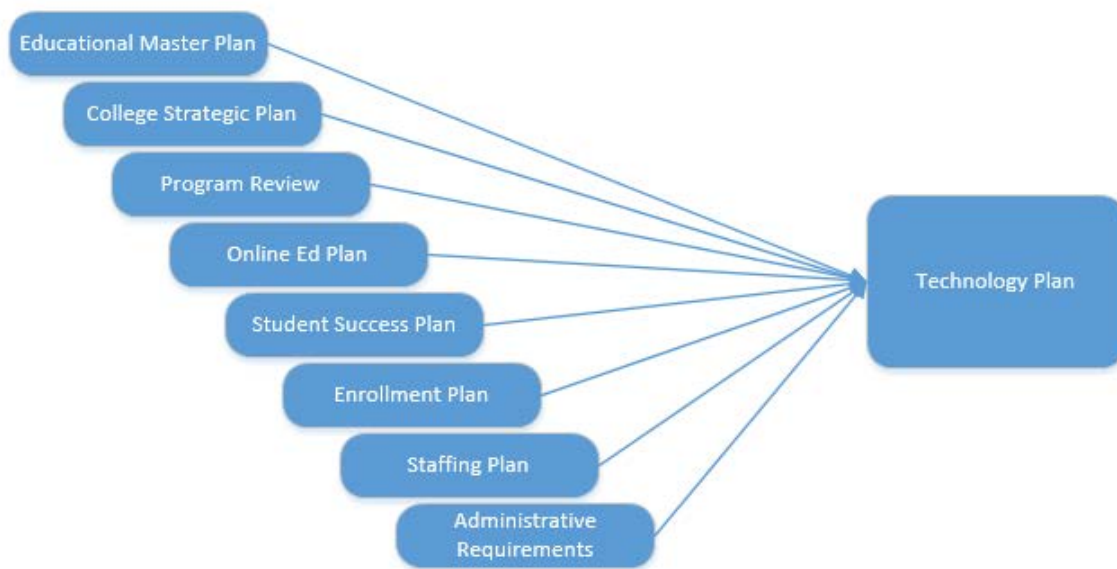 Educational Master Plan
College Strategic Plan
Program Review
Online Ed Plan
Technology Plan
Student Success Plan
Enrollment Plan
Staffing Plan
Administrative
Requirements